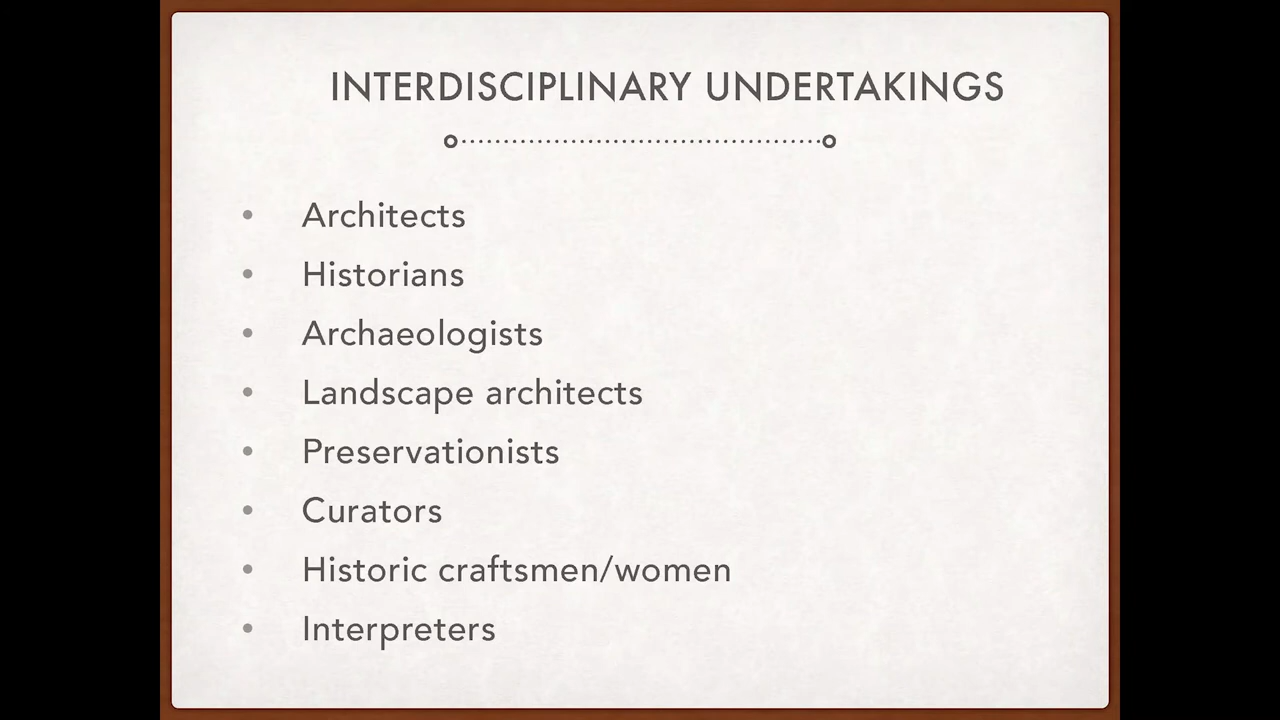 INTERDISCIPLINARY UNDERTAKINGS
• Architects
• Historians
• Archaeologists
• Landscape architects
• Preservationists
• Curators
• Historic craftsmen/women
• Interpreters